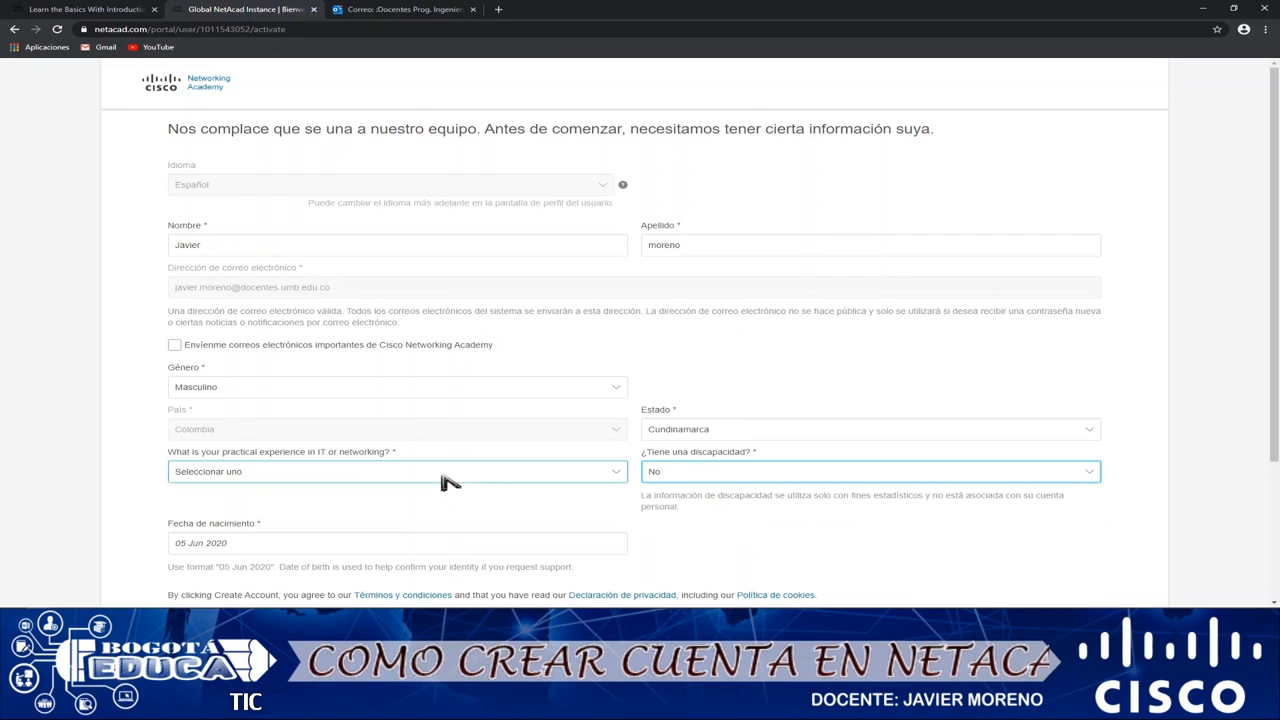 Learn the Basics With Introducti
Global NetAcad Instance | Bienve
Correo: :Docentes Prog. Ingenier
netacad.com/portal/user/1011543052/activate
Aplicaciones
Gmail
YouTube
CISCO
Networking
Academy
Nos complace que se una a nuestro equipo. Antes de comenzar, necesitamos tener cierta información suya.
Idioma
Español
Puede cambiar el idioma más adelante en la pantalla de perfil del usuario.
Nombre *
Apellido *
Javier
moreno
Dirección de correo electrónico *
javier.moreno@docentes.umb.edu.co
Una dirección de correo electrónico válida. Todos los correos electrónicos del sistema se enviarán a esta dirección. La dirección de correo electrónico no se hace pública y solo se utilizará si desea recibir una contraseña nueva
o ciertas noticias o notificaciones por correo electrónico.
Envíenme correos electrónicos importantes de Cisco Networking Academy
Género *
Masculino
País *
Estado *
Colombia
Cundinamarca
What is your practical experience in IT or networking? *
¿Tiene una discapacidad? *
Seleccionar uno
No
La información de discapacidad se utiliza solo con fines estadísticos y no está asociada con su cuenta
personal.
Fecha de nacimiento *
05 Jun 2020
Use format "05 Jun 2020". Date of birth is used to help confirm your identity if you request support.
By clicking Create Account, you agree to our Términos y condiciones and that you have read our Declaración de privacidad, including our Política de cookies.
BOGOTÁ
EDUCA
TIC
COMO CREAR CUENTA EN NETACA
DOCENTE: JAVIER MORENO
CISCO